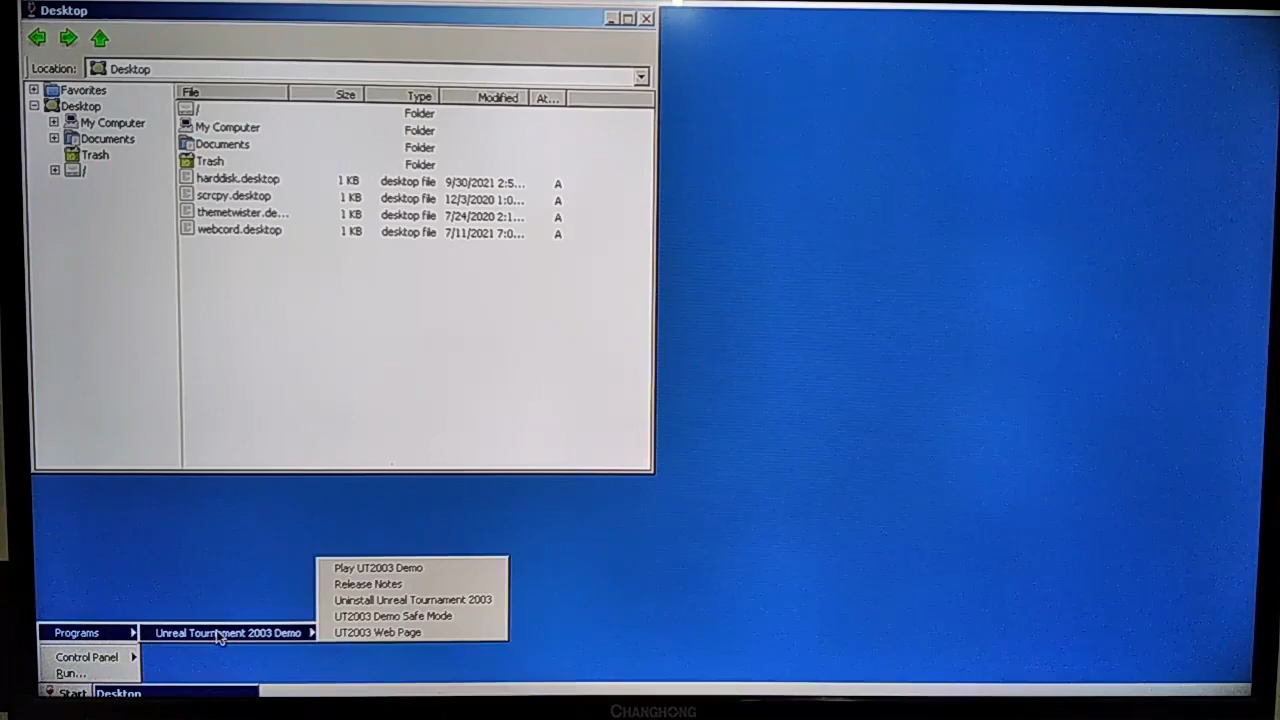 Desktop
Location: Desktop
Favorites
Desktop
My Computer
Documents
Trash
/
File Size Type Modified At...
/ Folder
My Computer Folder
Documents Folder
Trash Folder
harddisk.desktop 1 KB desktop file 9/30/2021 2:5... A
scrcpy.desktop 1 KB desktop file 12/3/2020 1:0... A
themetwister.de... 1 KB desktop file 7/24/2020 2:1... A
webcord.desktop 1 KB desktop file 7/11/2021 7:0... A
Play UT2003 Demo
Release Notes
Uninstall Unreal Tournament 2003
UT2003 Demo Safe Mode
UT2003 Web Page
Programs
Unreal Tournament 2003 Demo
Control Panel
Run...
Start Desktop
CHANGHONG